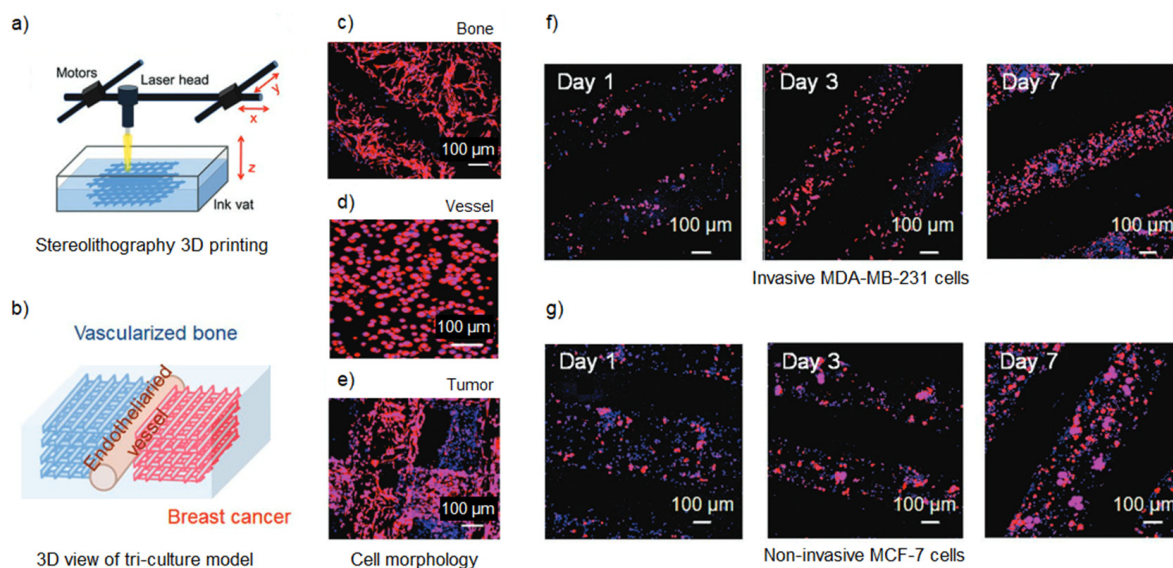 a)
Motors
Laser head
y
x
z
Ink vat
Stereolithography 3D printing
b)
Vascularized bone
Endotheliaried
vessel
Breast cancer
3D view of tri-culture model
c)
Bone
100 µm
d)
Vessel
100 µm
e)
Tumor
100 µm
Cell morphology
f)
Day 1
100 µm
Day 3
100 µm
Day 7
100 µm
Invasive MDA-MB-231 cells
g)
Day 1
100 µm
Day 3
100 µm
Day 7
100 µm
Non-invasive MCF-7 cells